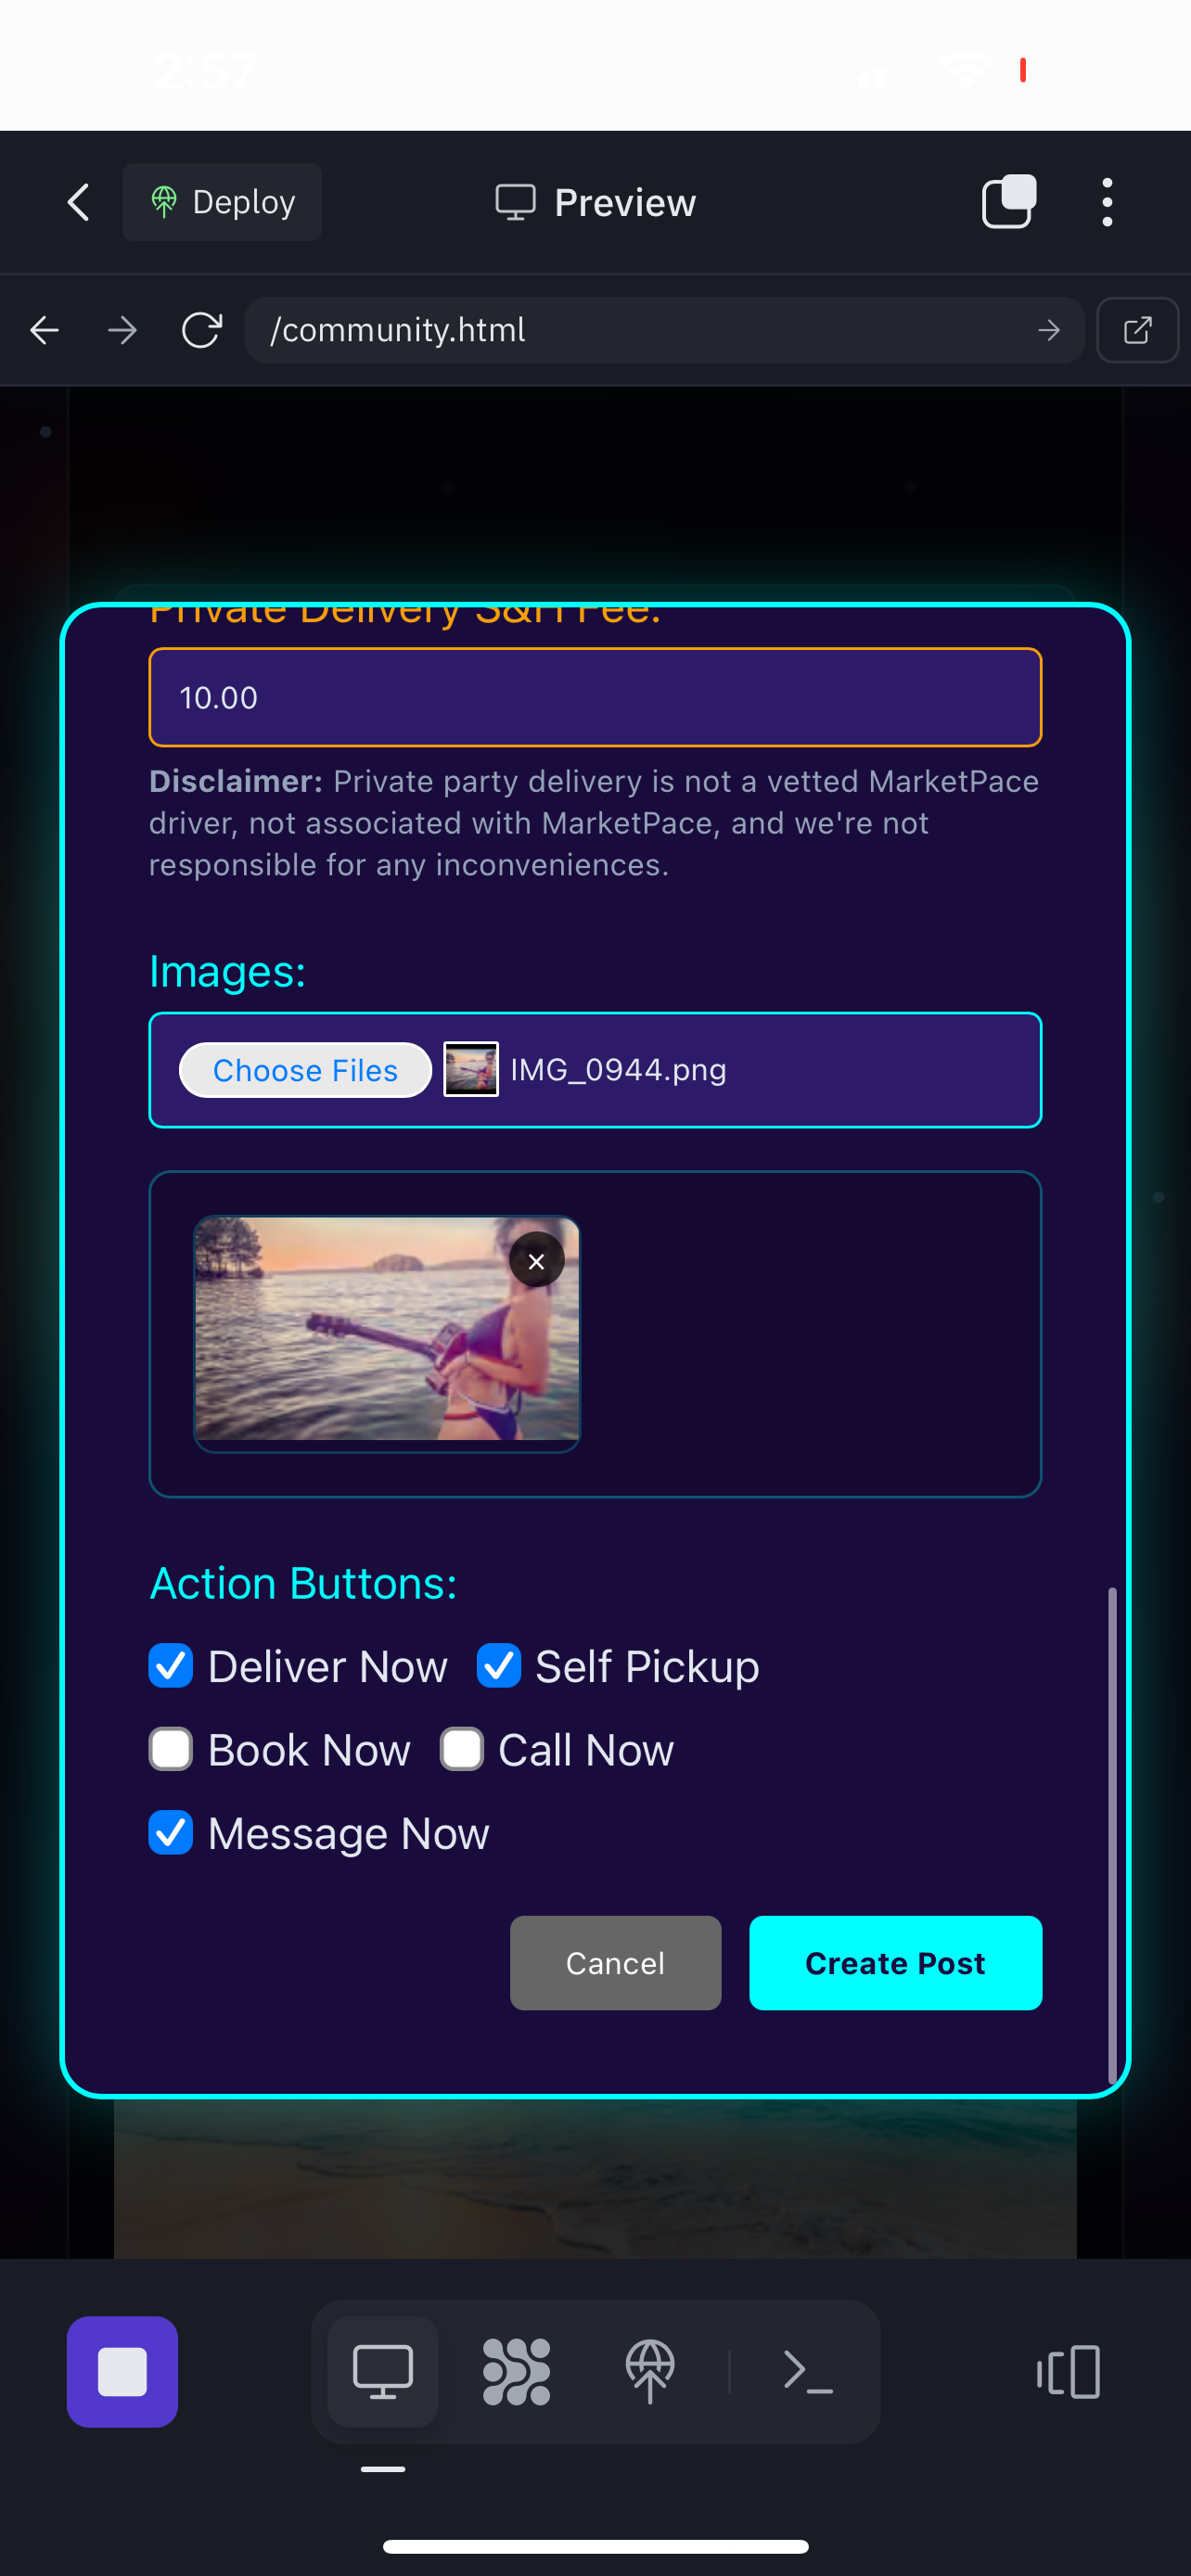 2:57
Deploy
Preview
/community.html
Private Delivery S&H Fee:
10.00
Disclaimer: Private party delivery is not a vetted MarketPace
driver, not associated with MarketPace, and we're not
responsible for any inconveniences.
Images:
Choose Files IMG_0944.png
Action Buttons:
Deliver Now Self Pickup
Book Now Call Now
Message Now
Cancel Create Post